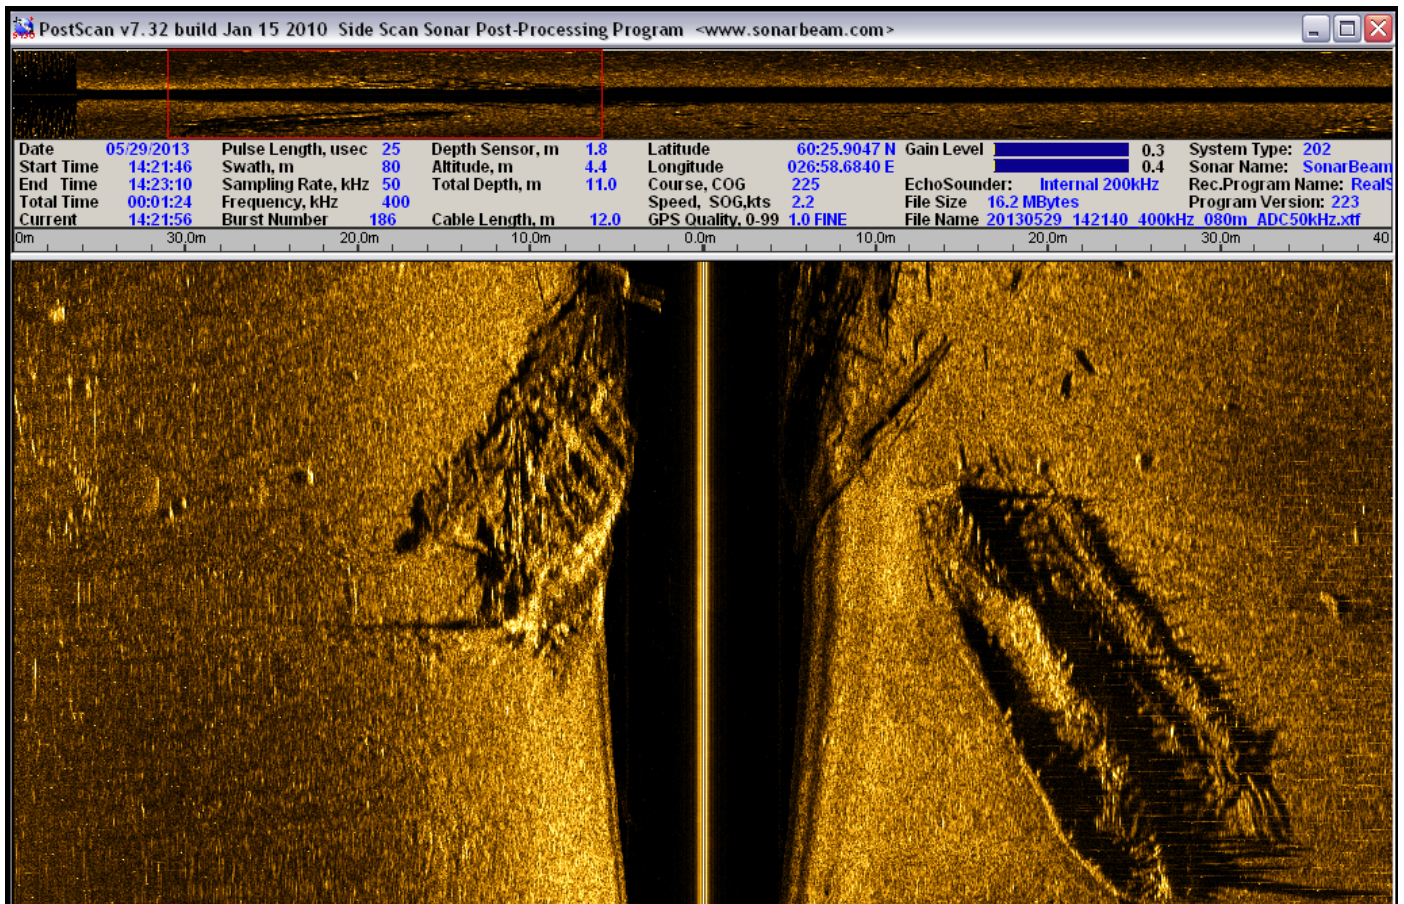 PostScan v7.32 build Jan 15 2010 Side Scan Sonar Post-Processing Program <www.sonarbeam.com>
Date 05/29/2013 Pulse Length, usec 25 Depth Sensor, m 1.8 Latitude 60:25.9047 N Gain Level 0.3 System Type: 202
Start Time 14:21:46 Swath, m 80 Altitude, m 4.4 Longitude 026:58.6840 E 0.4 Sonar Name: SonarBeam
End Time 14:23:10 Sampling Rate, kHz 50 Total Depth, m 11.0 Course, COG 225 EchoSounder: Internal 200kHz Rec.Program Name: RealS
Total Time 00:01:24 Frequency, kHz 400 Speed, SOG,kts 2.2 File Size 16.2 MBytes Program Version: 223
Current 14:21:56 Burst Number 186 Cable Length, m 12.0 GPS Quality, 0-99 1.0 FINE File Name 20130529_142140_400kHz_080m_ADC50kHz.xtf
0m 30.0m 20.0m 10.0m 0.0m 10.0m 20.0m 30.0m 40